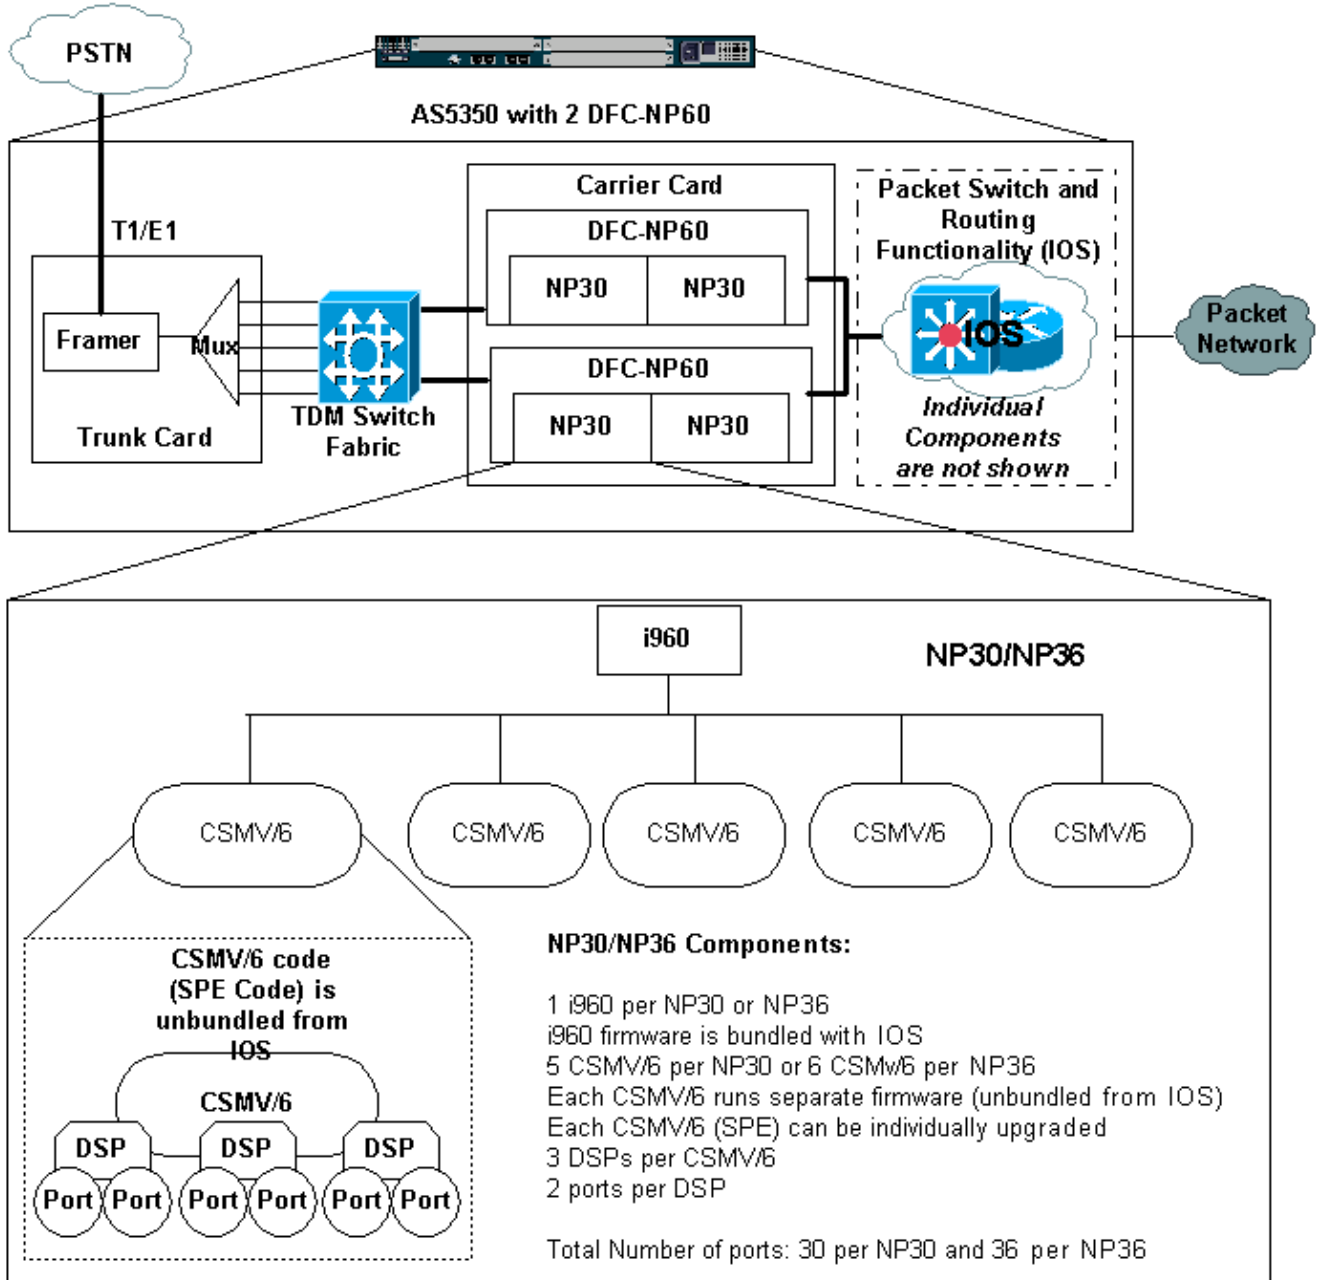 PSTN
AS5350 with 2 DFC-NP60
T1/E1
Framer
Mux
Trunk Card
TDM Switch
Fabric
Carrier Card
DFC-NP60
NP30 NP30
DFC-NP60
NP30 NP30
Packet Switch and
Routing
Functionality (IOS)
IOS
Individual
Components
are not shown
Packet
Network
i960
NP30/NP36
CSMV/6 CSMV/6 CSMV/6 CSMV/6 CSMV/6
CSMV/6 code
(SPE Code) is
unbundled from
IOS
CSMV/6
DSP DSP DSP
Port Port Port Port Port Port
NP30/NP36 Components:
1 i960 per NP30 or NP36
i960 firmware is bundled with IOS
5 CSMV/6 per NP30 or 6 CSMv/6 per NP36
Each CSMV/6 runs separate firmware (unbundled from IOS)
Each CSMV/6 (SPE) can be individually upgraded
3 DSPs per CSMV/6
2 ports per DSP
Total Number of ports: 30 per NP30 and 36 per NP36